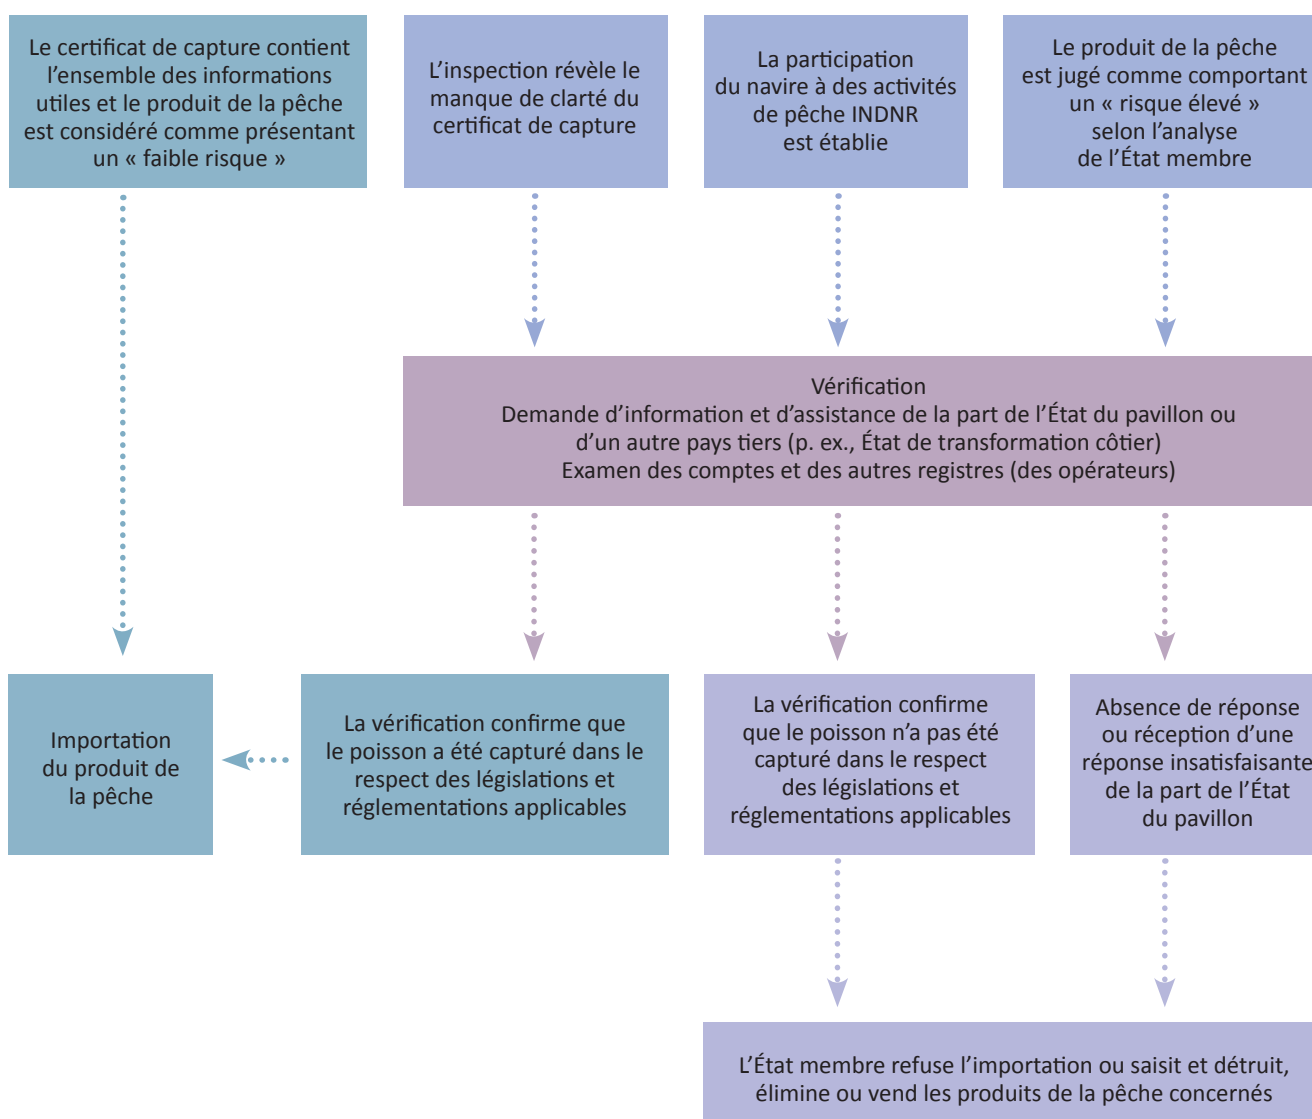 Le certificat de capture contient
l'ensemble des informations
utiles et le produit de la pêche
est considéré comme présentant
un « faible risque »
L'inspection révèle le
manque de clarté du
certificat de capture
La participation
du navire à des activités
de pêche INDNR
est établie
Le produit de la pêche
est jugé comme comportant
un « risque élevé »
selon l'analyse
de l'État membre
Vérification
Demande d'information et d'assistance de la part de l'État du pavillon ou
d'un autre pays tiers (p. ex., État de transformation côtier)
Examen des comptes et des autres registres (des opérateurs)
Importation
du produit de
la pêche
La vérification confirme que
le poisson a été capturé dans le
respect des législations et
réglementations applicables
La vérification confirme
que le poisson n'a pas été
capturé dans le respect
des législations et
réglementations applicables
Absence de réponse
ou réception d'une
réponse insatisfaisante
de la part de l'État
du pavillon
L'État membre refuse l'importation ou saisit et détruit,
élimine ou vend les produits de la pêche concernés